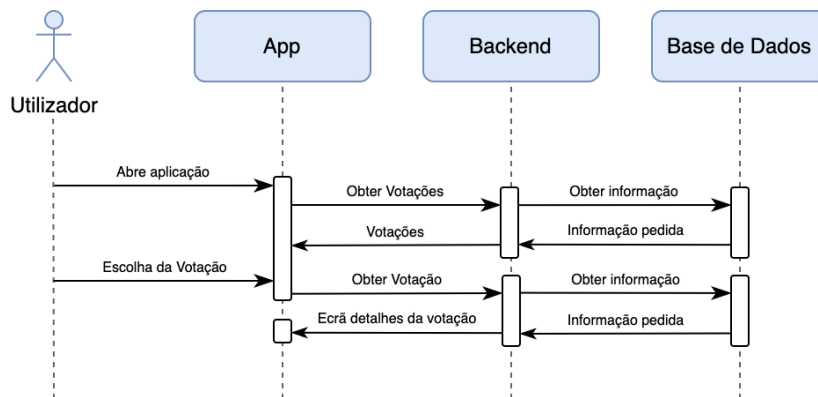 App
Backend
Base de Dados
Utilizador
Abre aplicação
Obter Votações
Obter informação
Votações
Informação pedida
Escolha da Votação
Obter Votação
Obter informação
Ecrã detalhes da votação
Informação pedida